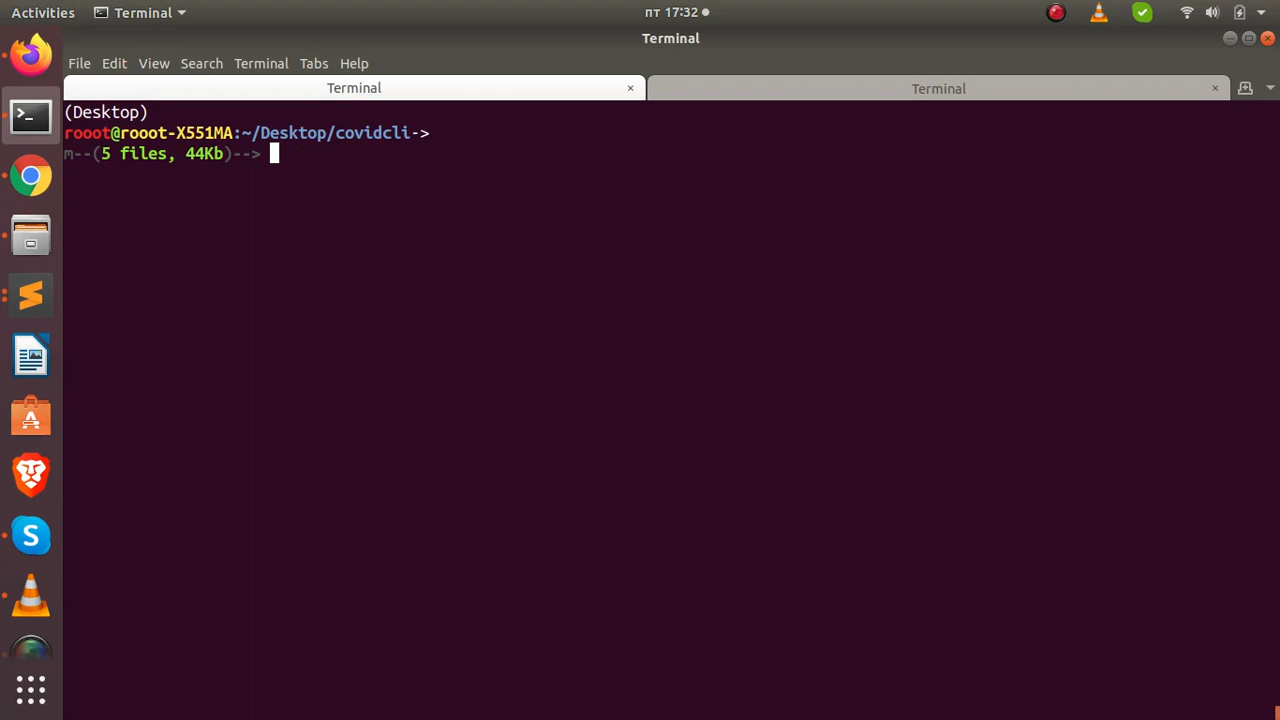 Activities Terminal пт 17:32
Terminal
File Edit View Search Terminal Tabs Help
Terminal × Terminal ×
(Desktop)
rooot@rooot-X551MA:~/Desktop/covidcli->
m--(5 files, 44Kb)-->